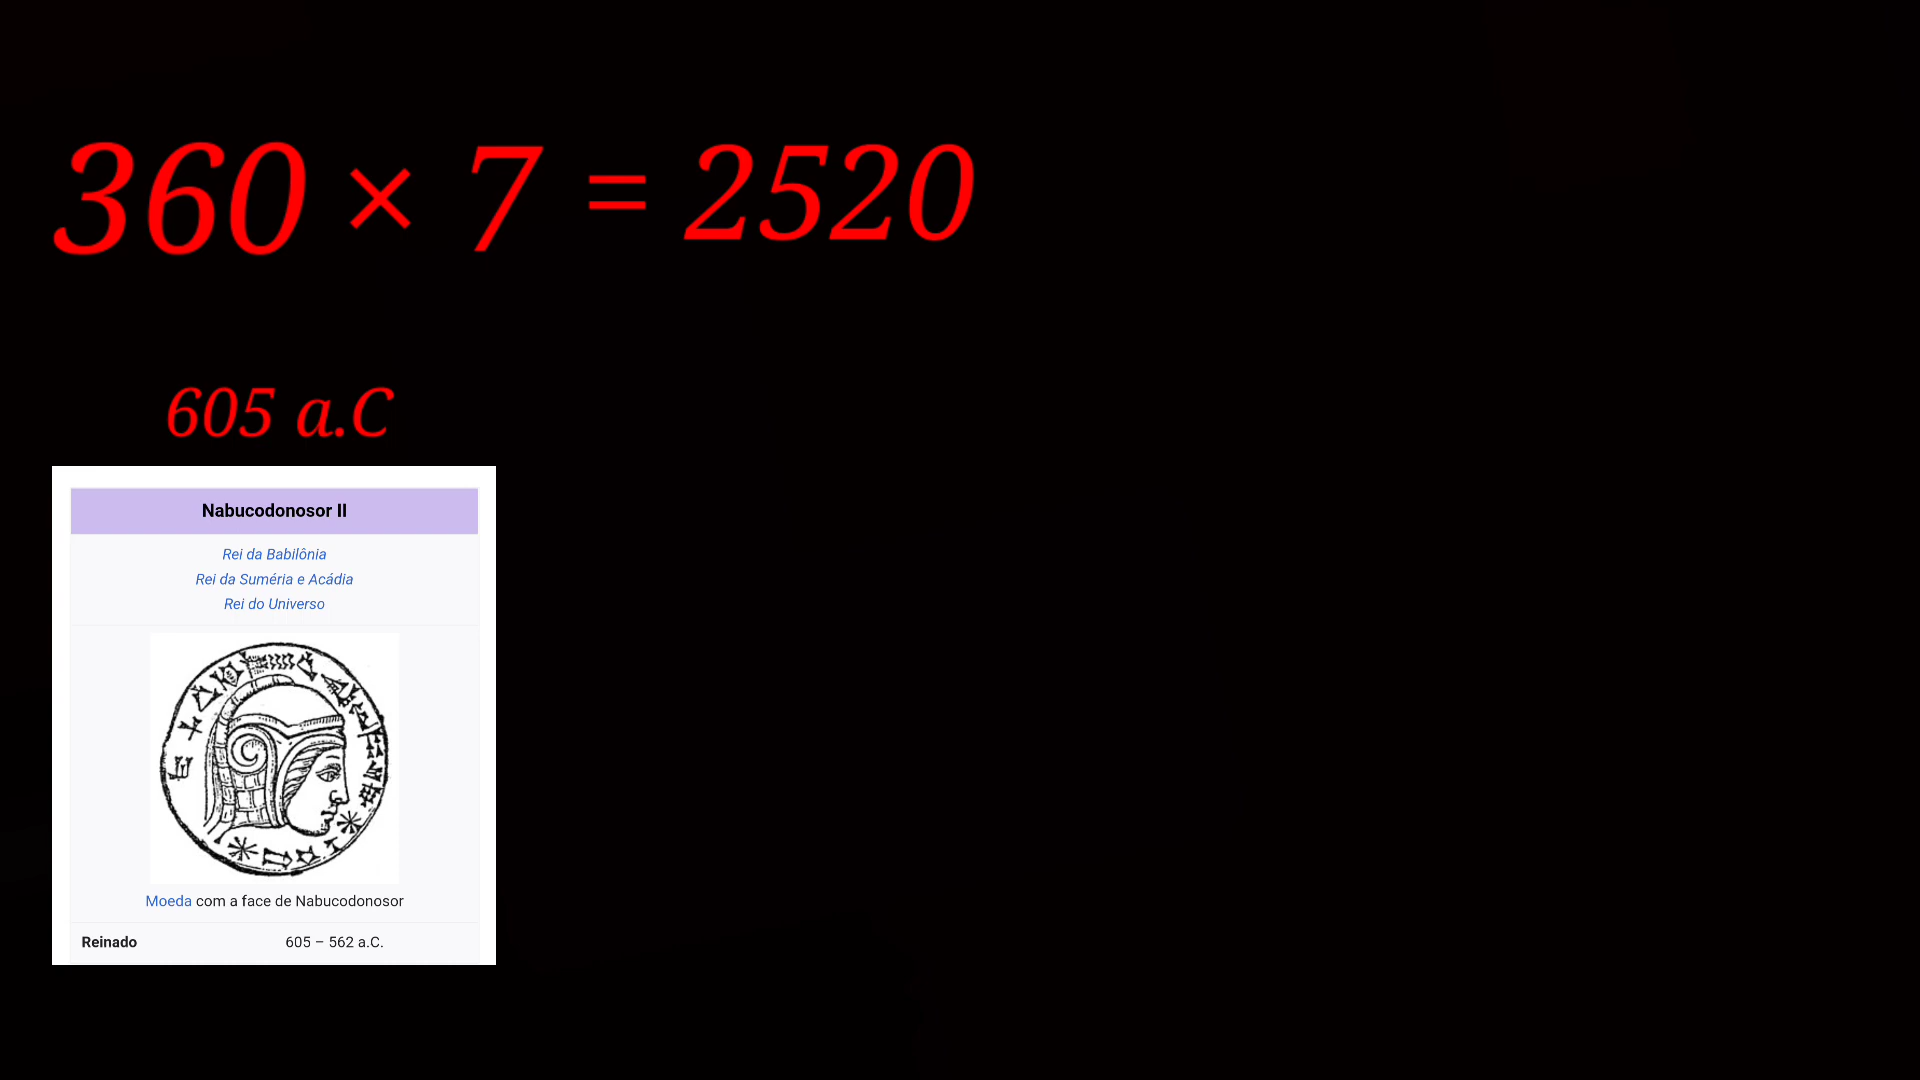 360 × 7 = 2520
605 a.C
Nabucodonosor II
Rei da Babilônia
Rei da Suméria e Acádia
Rei do Universo
Moeda com a face de Nabucodonosor
Reinado 605 – 562 a.C.